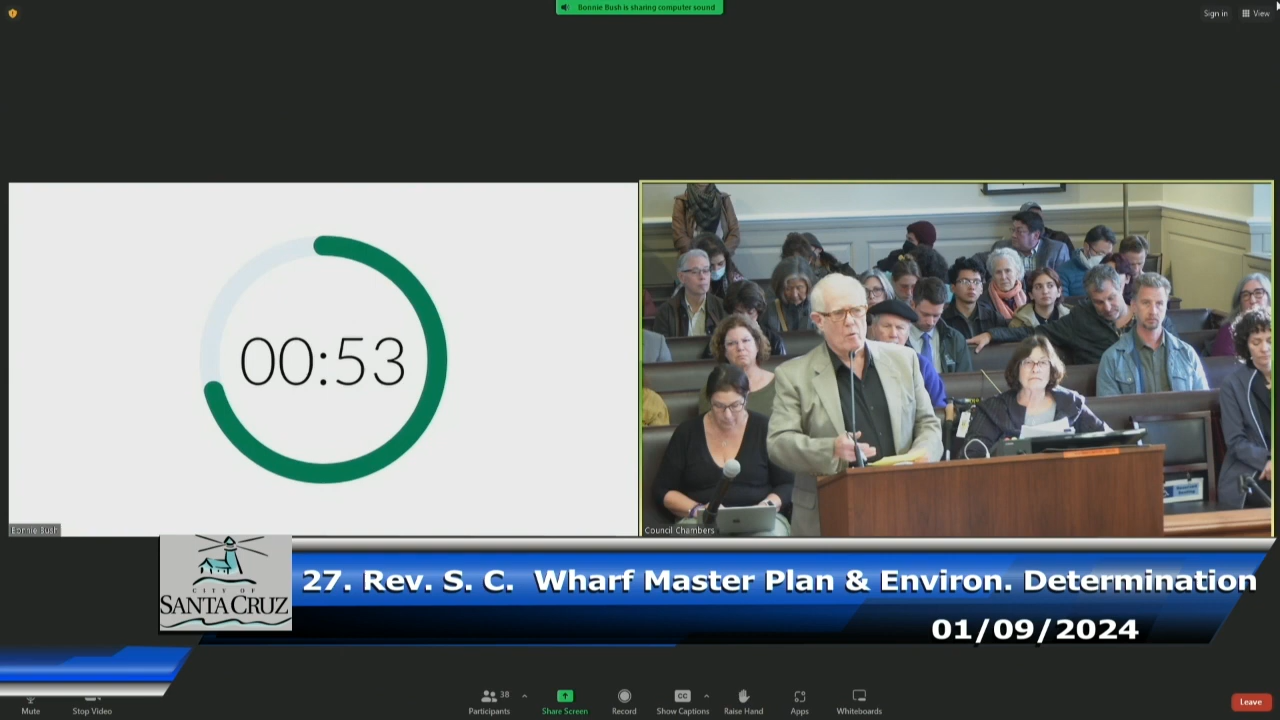 Bonnie Bush is sharing computer sound
Sign in
View
00:53
Bonnie Bush
Council Chambers
CITY OF
SANTA CRUZ
27. Rev. S. C. Wharf Master Plan & Environ. Determination
01/09/2024
Mute
Stop Video
Participants
38
Share Screen
CC
Show Captions
Record
Raise Hand
Apps
Whiteboards
Leave